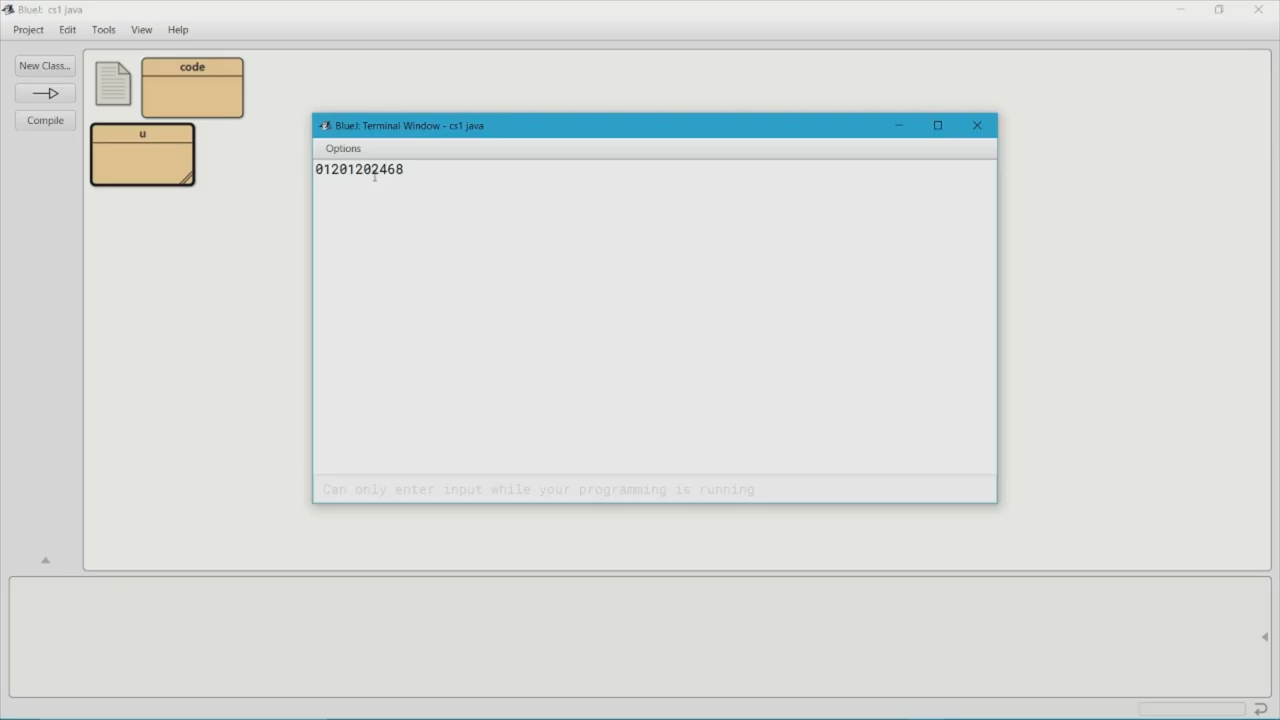 BlueJ: cs1 java
Project Edit Tools View Help
New Class...
Compile
code
u
BlueJ: Terminal Window - cs1 java
Options
01201202468
Can only enter input while your programming is running